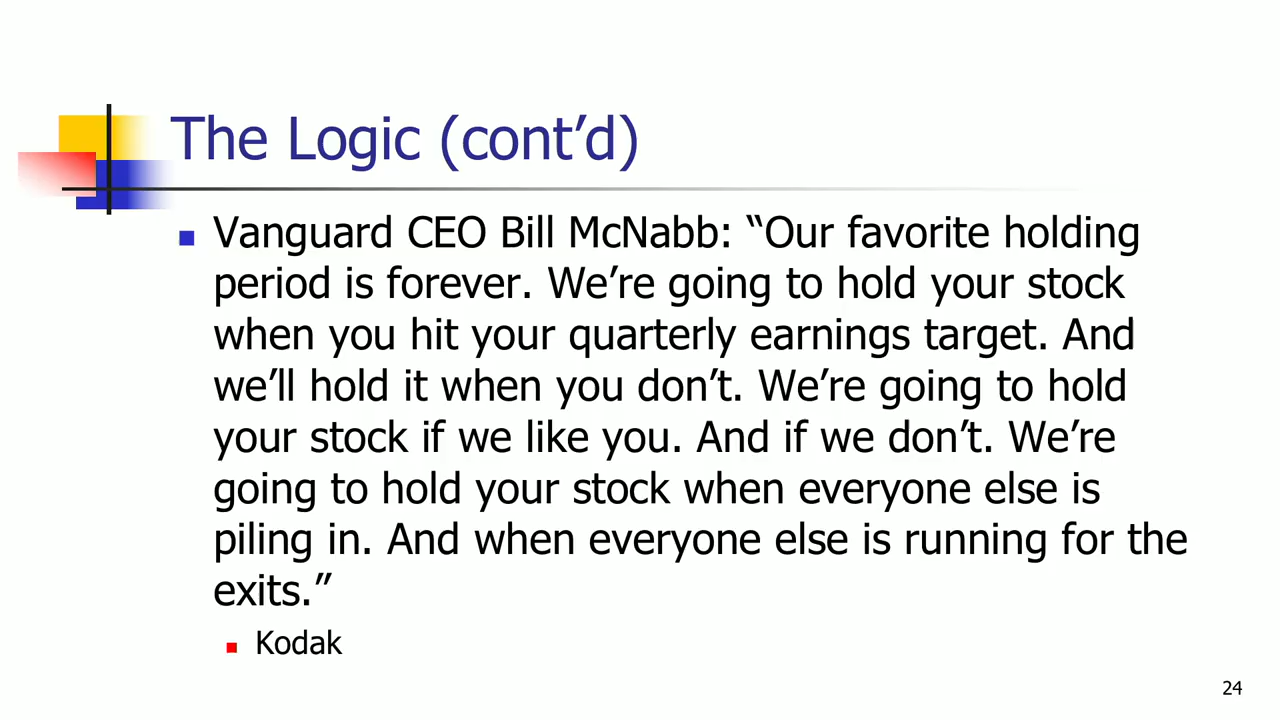 The Logic (cont’d)
Vanguard CEO Bill McNabb: “Our favorite holding
period is forever. We’re going to hold your stock
when you hit your quarterly earnings target. And
we’ll hold it when you don’t. We’re going to hold
your stock if we like you. And if we don’t. We’re
going to hold your stock when everyone else is
piling in. And when everyone else is running for the
exits.”
Kodak
24